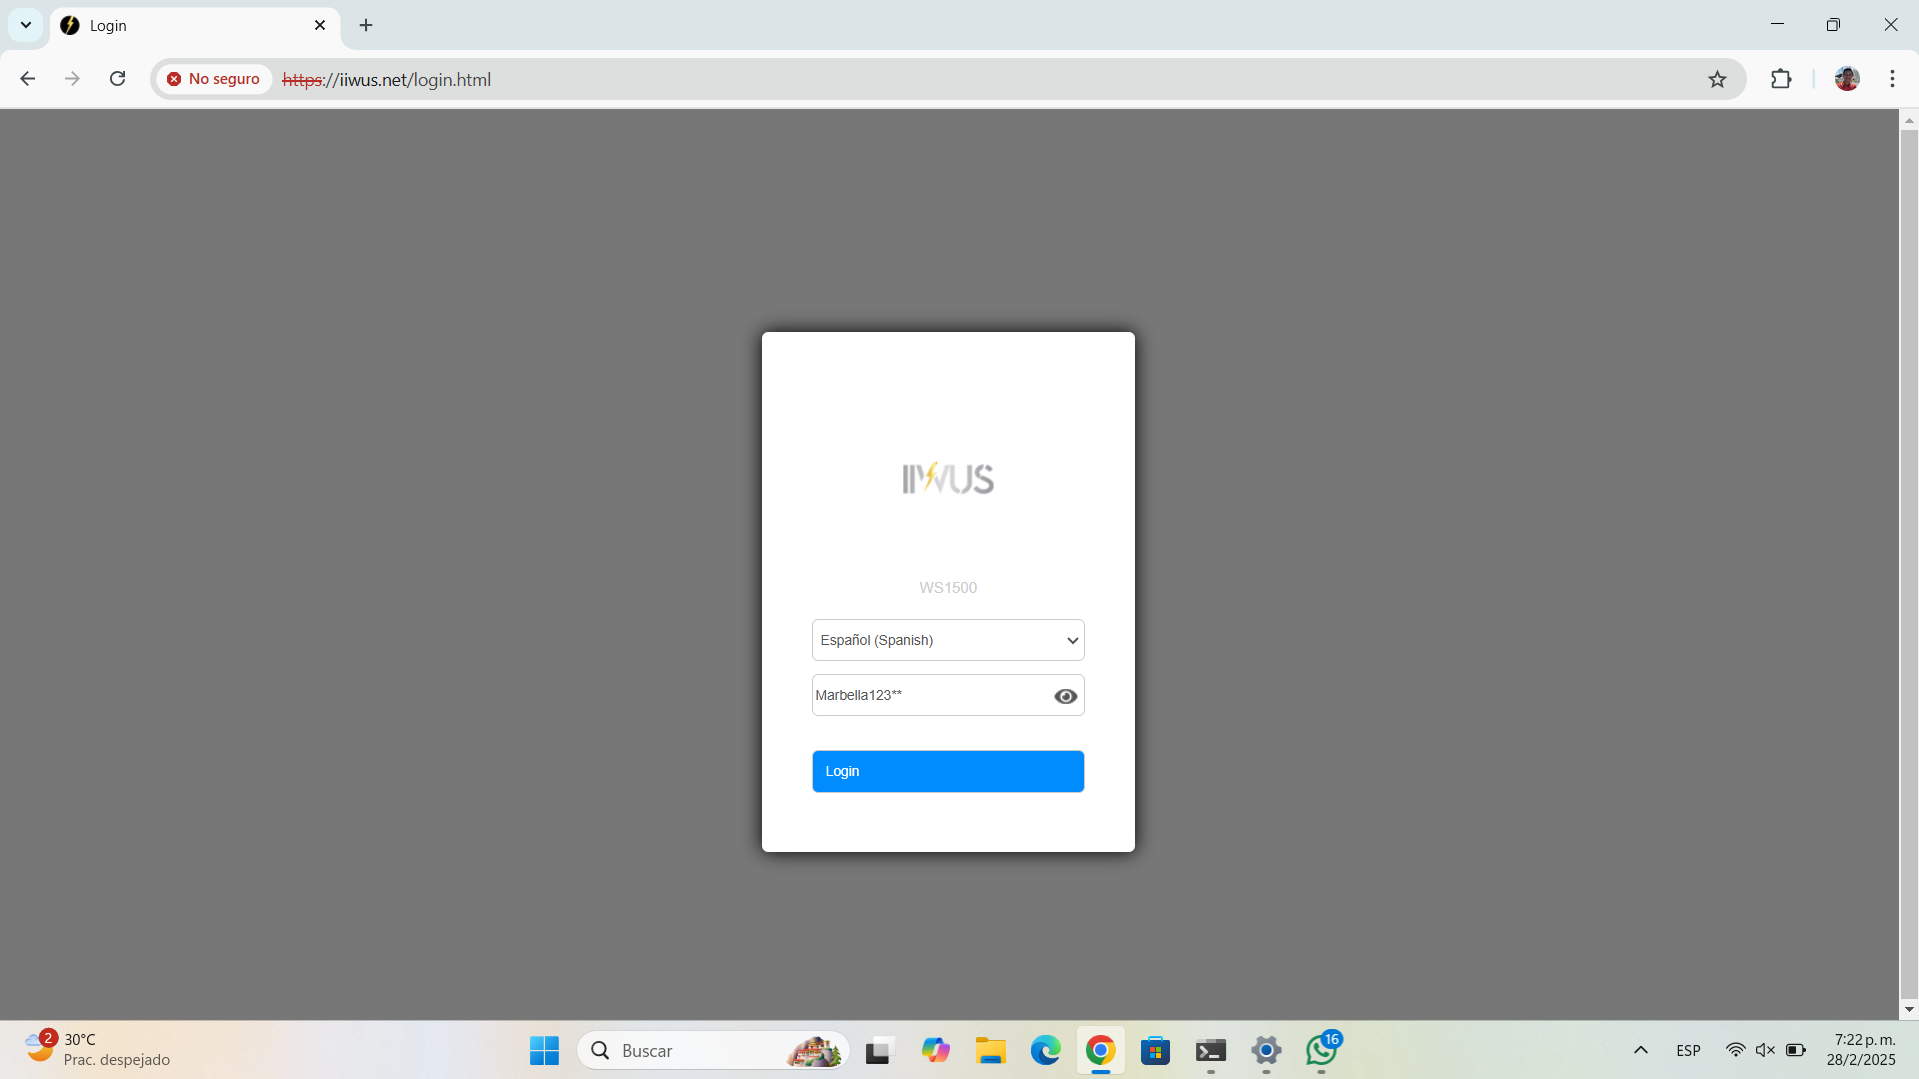 Login
No seguro
https://iiwus.net/login.html
IIWUS
WS1500
Español (Spanish)
Marbella123**
Login
2
30°C
Prac. despejado
Buscar
16
ESP
7:22 p. m.
28/2/2025